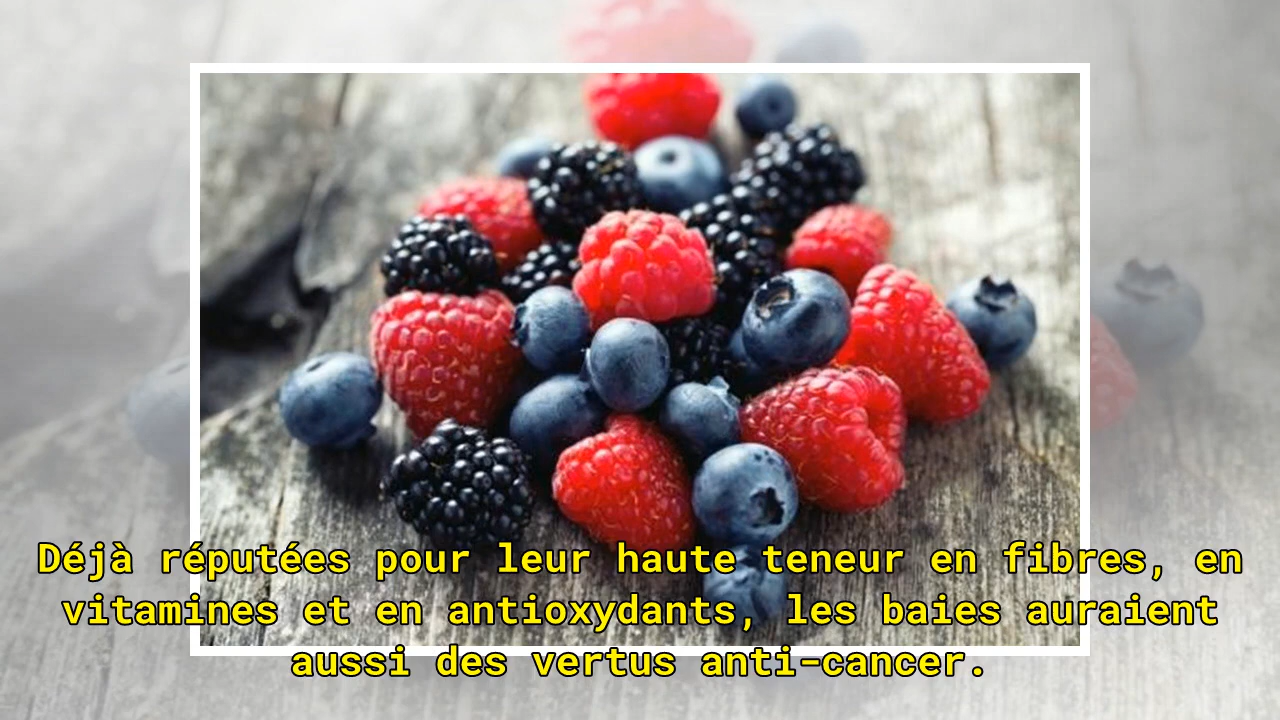 Déjà réputées pour leur haute teneur en fibres, en
vitamines et en antioxydants, les baies auraient
aussi des vertus anti-cancer.